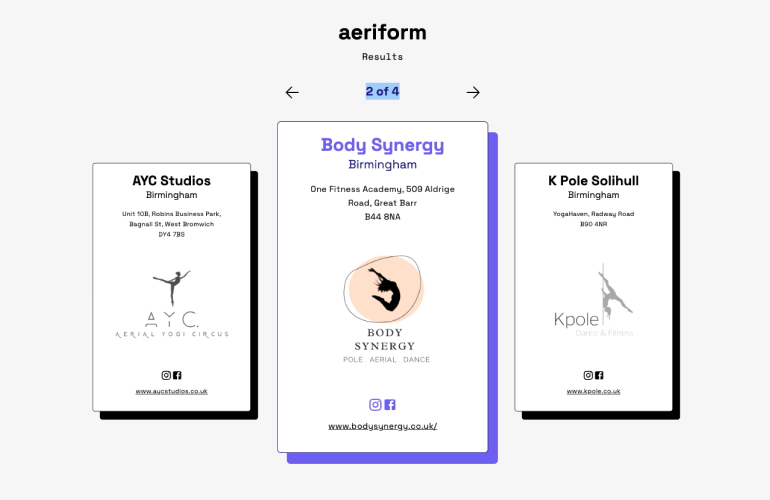 aeriform
Results
2 of 4
AYC Studios
Birmingham
Unit 10B, Robins Business Park,
Bagnall St, West Bromwich
DY4 7BS
A.Y.C.
AERIAL YOGI CIRCUS
www.aycstudios.co.uk
Body Synergy
Birmingham
One Fitness Academy, 509 Aldrige
Road, Great Barr
B44 8NA
BODY
SYNERGY
POLE . AERIAL . DANCE
www.bodysynergy.co.uk/
K Pole Solihull
Birmingham
YogaHaven, Radway Road
B90 4NR
Kpole
Dance & Fitness
www.kpole.co.uk